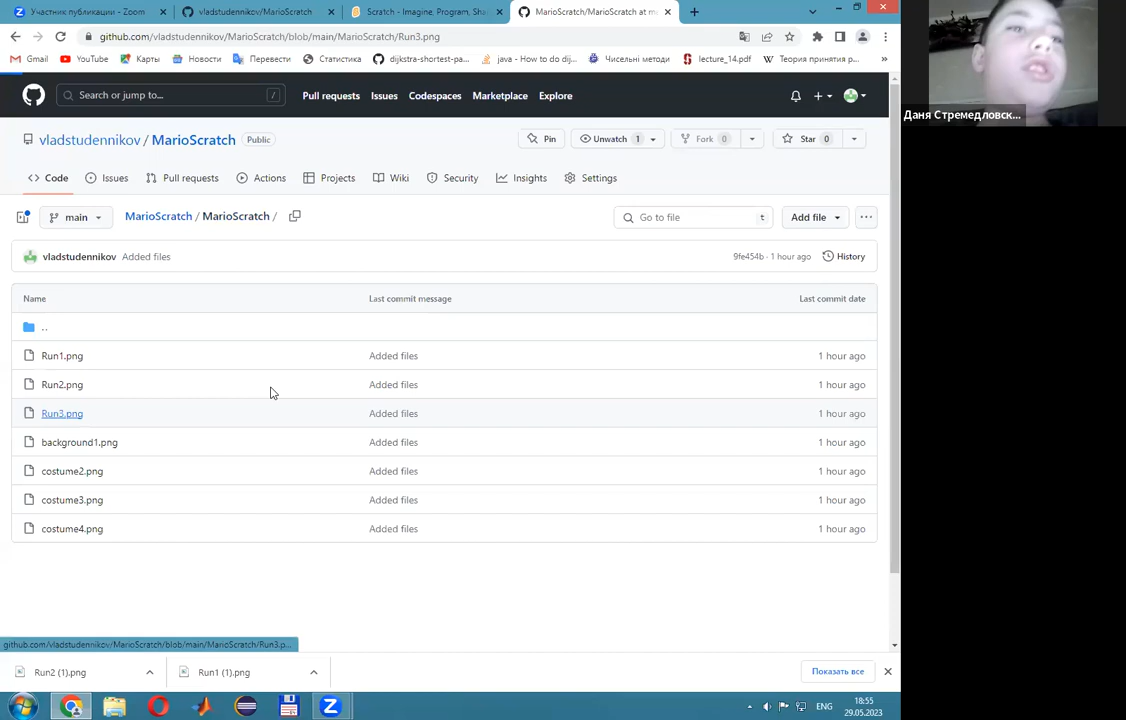 Участник публикации - Zoom
vladstudennikov/MarioScratch
Scratch - Imagine, Program, Sha
MarioScratch/MarioScratch at m
github.com/vladstudennikov/MarioScratch/blob/main/MarioScratch/Run3.png
Gmail
YouTube
Карты
Новости
Перевести
Статистика
dijkstra-shortest-pa...
java - How to do dij...
Чисельні методи
lecture_14.pdf
Теория принятия р...
Search or jump to...
/
Pull requests
Issues
Codespaces
Marketplace
Explore
Даня Стремедловск...
vladstudennikov / MarioScratch
Public
Pin
Unwatch 1
Fork 0
Star 0
Code
Issues
Pull requests
Actions
Projects
Wiki
Security
Insights
Settings
main
MarioScratch / MarioScratch /
Go to file
t
Add file
vladstudennikov Added files
9fe454b · 1 hour ago
History
Name
Last commit message
Last commit date
..
Run1.png Added files 1 hour ago
Run2.png Added files 1 hour ago
Run3.png Added files 1 hour ago
background1.png Added files 1 hour ago
costume2.png Added files 1 hour ago
costume3.png Added files 1 hour ago
costume4.png Added files 1 hour ago
github.com/vladstudennikov/MarioScratch/blob/main/MarioScratch/Run3.p...
Run2 (1).png
Run1 (1).png
Показать все
ENG
18:55
29.05.2023